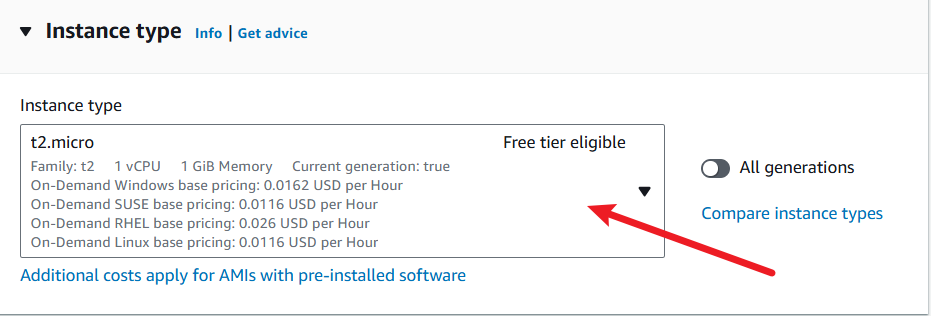 Instance type Info | Get advice
Instance type
t2.micro Free tier eligible
Family: t2 1 vCPU 1 GiB Memory Current generation: true
On-Demand Windows base pricing: 0.0162 USD per Hour
On-Demand SUSE base pricing: 0.0116 USD per Hour
On-Demand RHEL base pricing: 0.026 USD per Hour
On-Demand Linux base pricing: 0.0116 USD per Hour
All generations
Compare instance types
Additional costs apply for AMIs with pre-installed software